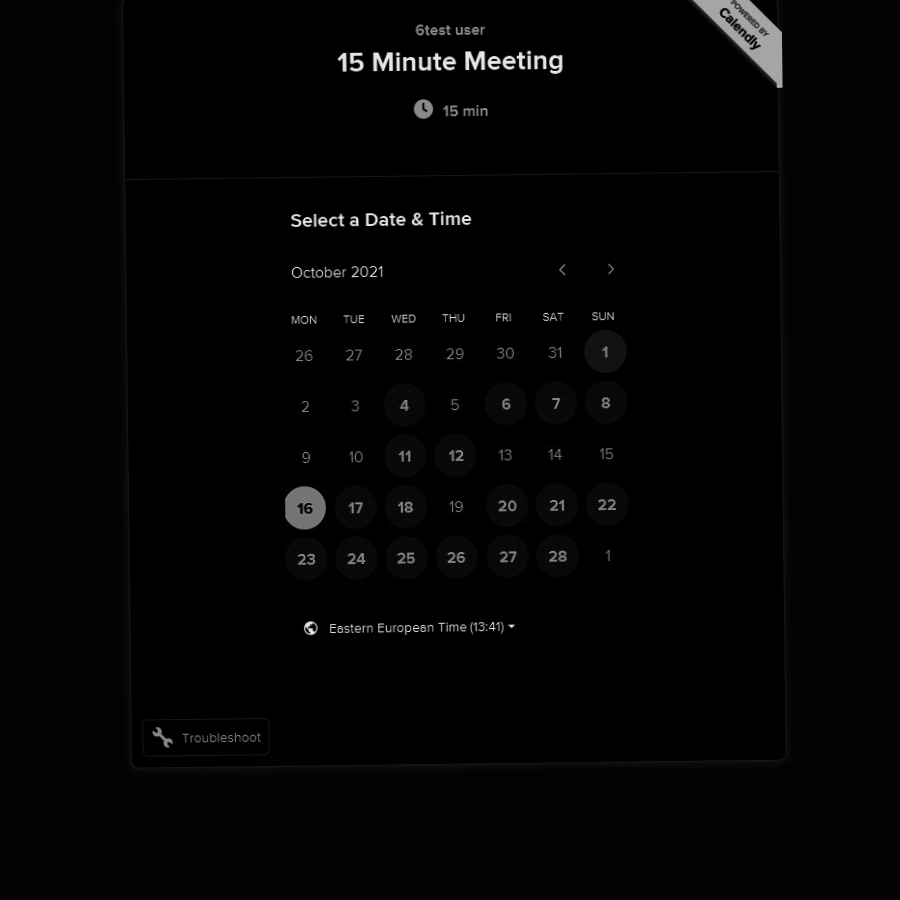 6test user
POWERED BY
Calendly
15 Minute Meeting
15 min
Select a Date & Time
October 2021
MON TUE WED THU FRI SAT SUN
26 27 28 29 30 31 1
2 3 4 5 6 7 8
9 10 11 12 13 14 15
16 17 18 19 20 21 22
23 24 25 26 27 28 1
Eastern European Time (13:41)
Troubleshoot